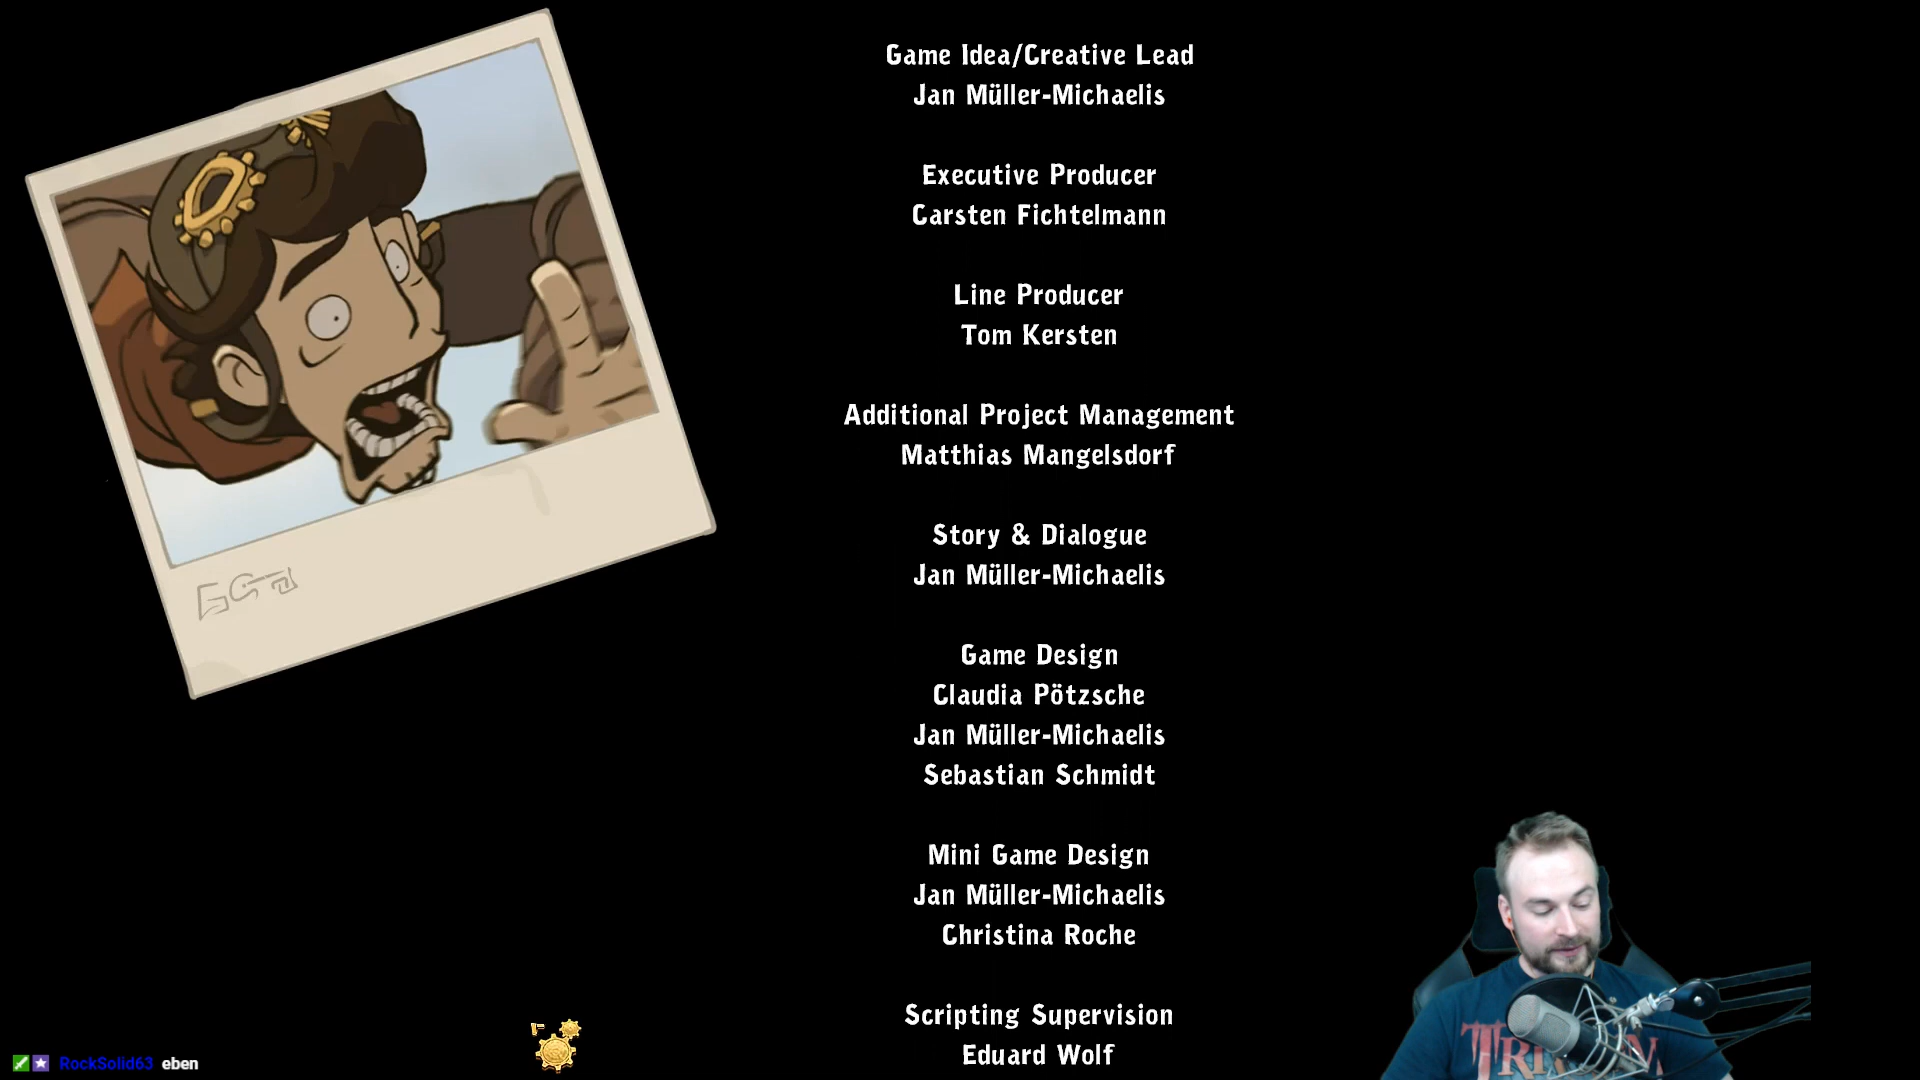 Game Idea/Creative Lead
Jan Müller-Michaelis
Executive Producer
Carsten Fichtelmann
Line Producer
Tom Kersten
Additional Project Management
Matthias Mangelsdorf
Story & Dialogue
Jan Müller-Michaelis
Game Design
Claudia Pötzsche
Jan Müller-Michaelis
Sebastian Schmidt
Mini Game Design
Jan Müller-Michaelis
Christina Roche
Scripting Supervision
Eduard Wolf
RockSolid63 eben